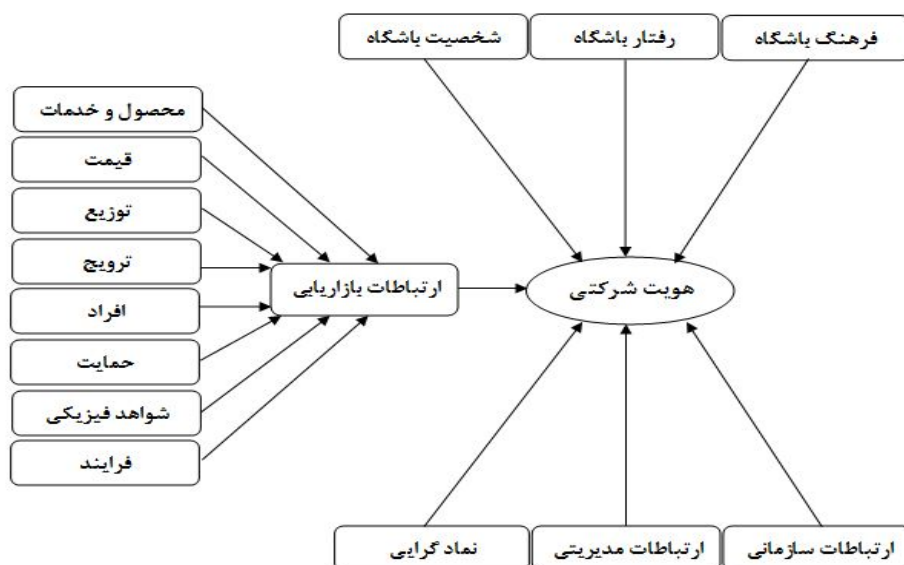 فرهنگ باشگاه
رفتار باشگاه
شخصیت باشگاه
محصول و خدمات
قیمت
توزیع
ترویج
افراد
حمایت
شواهد فیزیکی
فرایند
ارتباطات بازاریابی
هویت شرکتی
ارتباطات سازمانی
ارتباطات مدیریتی
نماد گرایی